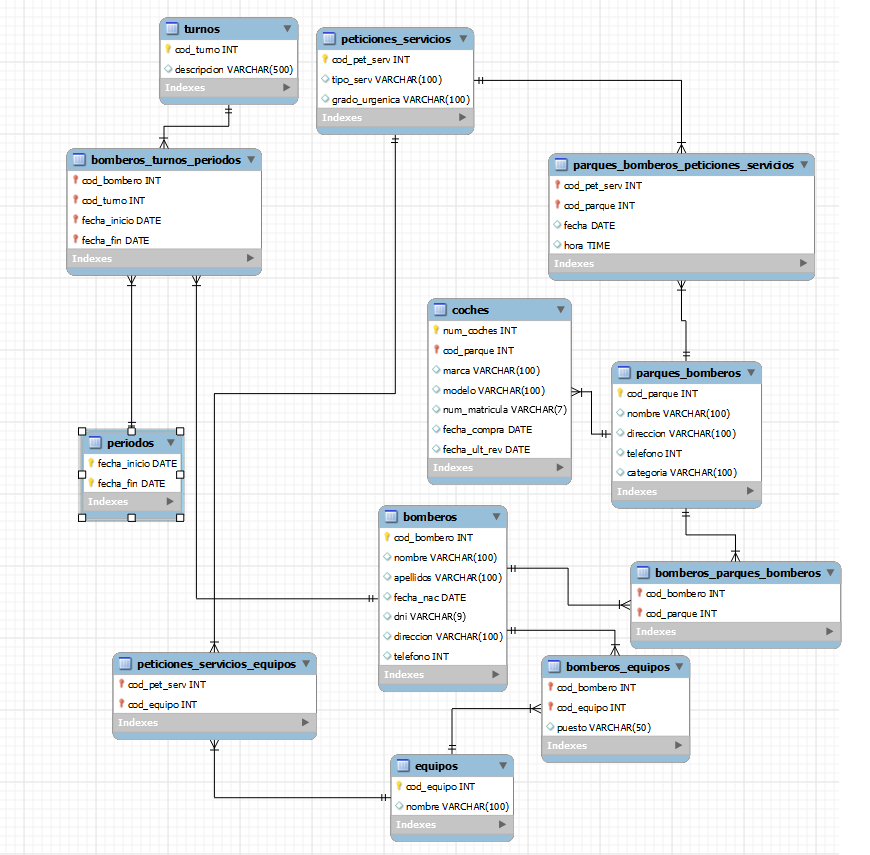 turnos
cod_turno INT
descripcion VARCHAR(500)
Indexes
peticiones_servicios
cod_pet_serv INT
tipo_serv VARCHAR(100)
grado_urgenica VARCHAR(100)
Indexes
bomberos_turnos_periodos
cod_bombero INT
cod_turno INT
fecha_inicio DATE
fecha_fin DATE
Indexes
parques_bomberos_peticiones_servicios
cod_pet_serv INT
cod_parque INT
fecha DATE
hora TIME
Indexes
coches
num_coches INT
cod_parque INT
marca VARCHAR(100)
modelo VARCHAR(100)
num_matricula VARCHAR(7)
fecha_compra DATE
fecha_ult_rev DATE
Indexes
parques_bomberos
cod_parque INT
nombre VARCHAR(100)
direccion VARCHAR(100)
telefono INT
categoria VARCHAR(100)
Indexes
periodos
fecha_inicio DATE
fecha_fin DATE
Indexes
bomberos
cod_bombero INT
nombre VARCHAR(100)
apellidos VARCHAR(100)
fecha_nac DATE
dni VARCHAR(9)
direccion VARCHAR(100)
telefono INT
Indexes
bomberos_parques_bomberos
cod_bombero INT
cod_parque INT
Indexes
peticiones_servicios_equipos
cod_pet_serv INT
cod_equipo INT
Indexes
bomberos_equipos
cod_bombero INT
cod_equipo INT
puesto VARCHAR(50)
Indexes
equipos
cod_equipo INT
nombre VARCHAR(100)
Indexes